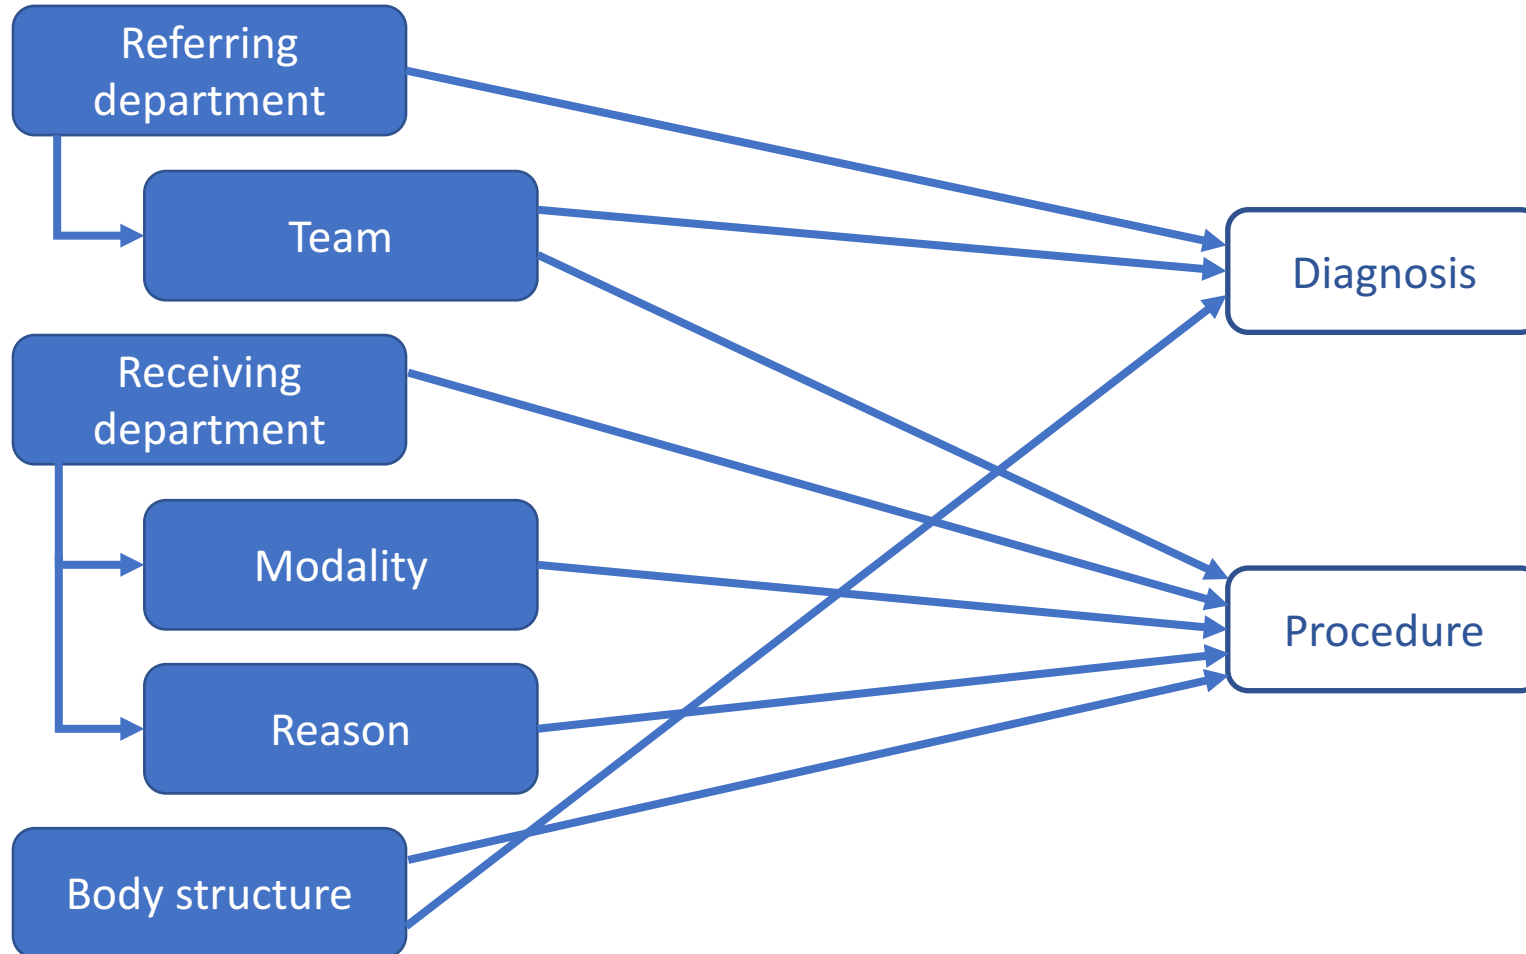 Referring
department
Team
Diagnosis
Receiving
department
Modality
Procedure
Reason
Body structure